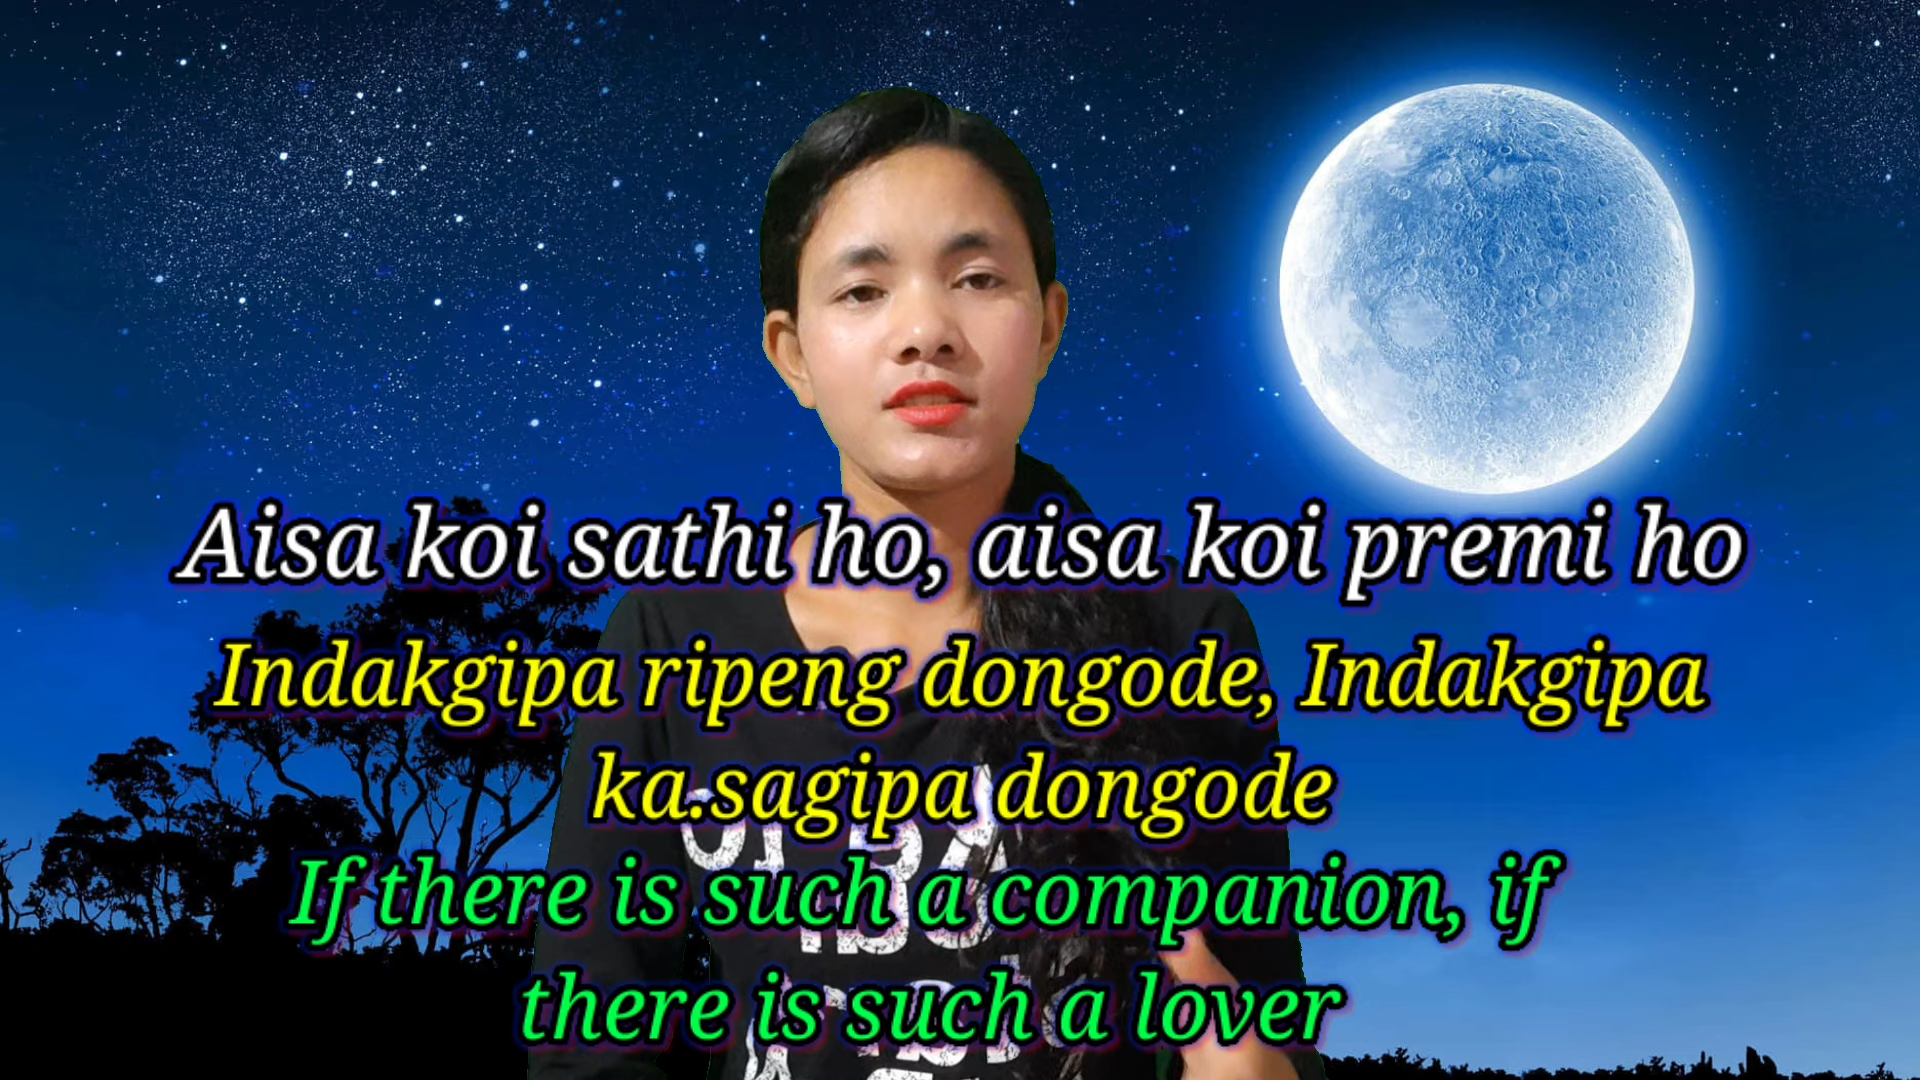 Aisa koi sathi ho, aisa koi premi ho
Indakgipa ripeng dongode, Indakgipa
ka.sagipa dongode
If there is such a companion, if
there is such a lover